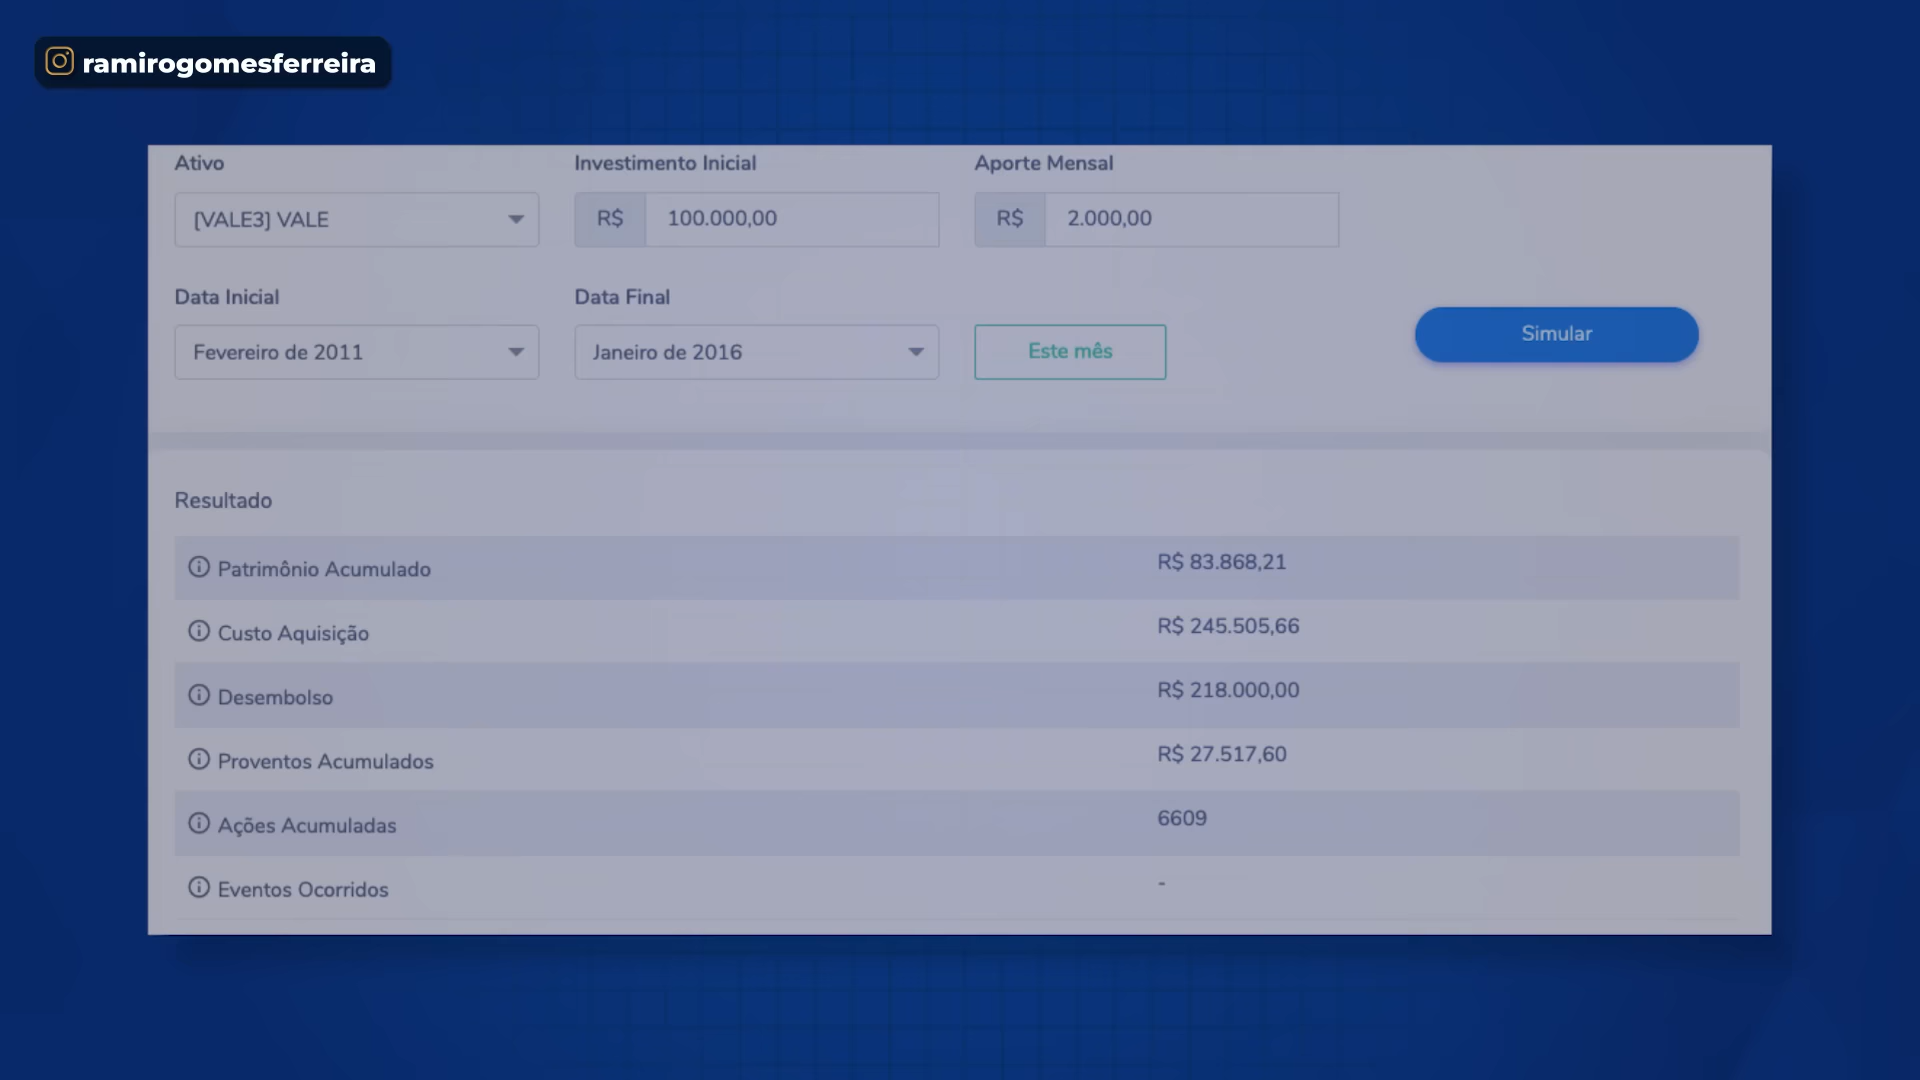 ramirogomesferreira
Ativo Investimento Inicial Aporte Mensal
[VALE3] VALE R$ 100.000,00 R$ 2.000,00
Data Inicial Data Final
Fevereiro de 2011 Janeiro de 2016 Este mês Simular
Resultado
Patrimônio Acumulado R$ 83.868,21
Custo Aquisição R$ 245.505,66
Desembolso R$ 218.000,00
Proventos Acumulados R$ 27.517,60
Ações Acumuladas 6609
Eventos Ocorridos -